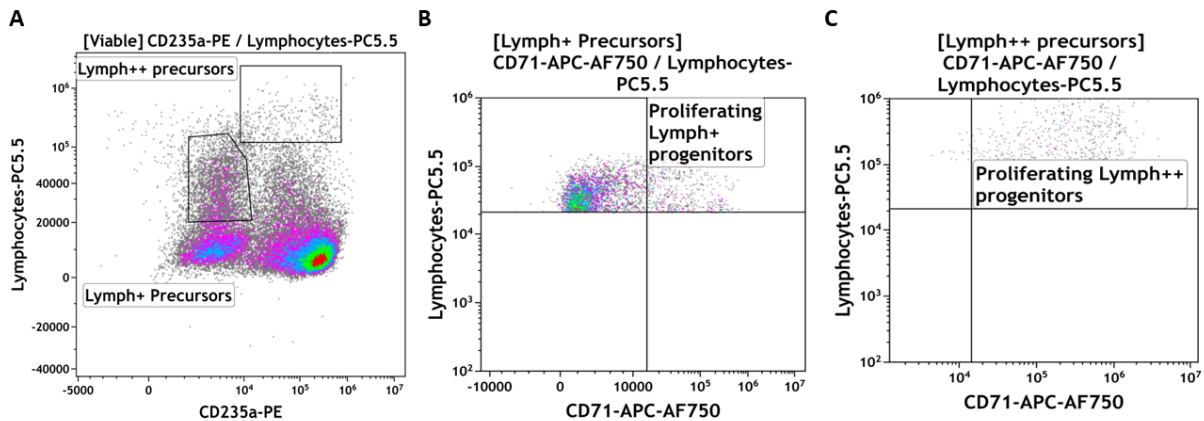 A
[Viable] CD235a-PE / Lymphocytes-PC5.5
Lymph++ precursors
10⁶
10⁵
40000
20000
0
-20000
-40000
Lymph+ Precursors
-5000
0
10⁴
10⁵
10⁶
10⁷
CD235a-PE
Lymphocytes-PC5.5
B
[Lymph+ Precursors]
CD71-APC-AF750 / Lymphocytes-
PC5.5
Proliferating
Lymph+
progenitors
10⁶
10⁵
10⁴
10³
10²
-10000
0
10000
10⁵
10⁶
10⁷
CD71-APC-AF750
Lymphocytes-PC5.5
C
[Lymph++ precursors]
CD71-APC-AF750 /
Lymphocytes-PC5.5
Proliferating Lymph++
progenitors
10⁶
10⁵
10⁴
10³
10²
10⁴
10⁵
10⁶
10⁷
CD71-APC-AF750
Lymphocytes-PC5.5